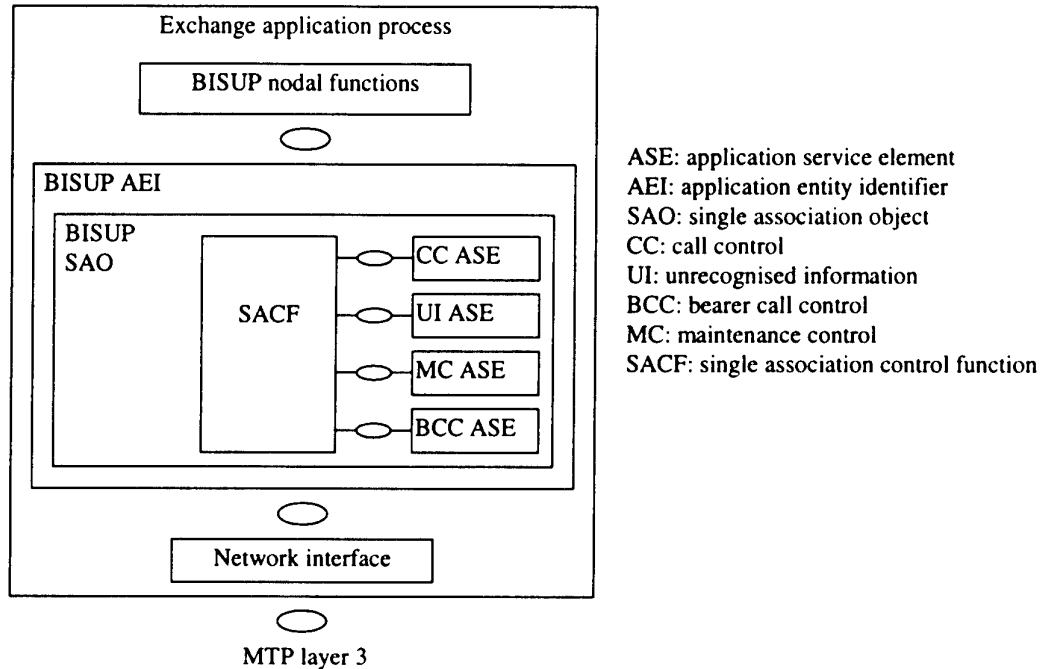 Exchange application process
BISUP nodal functions
BISUP AEI
BISUP
SAO
SACF
CC ASE
UI ASE
MC ASE
BCC ASE
Network interface
MTP layer 3
ASE: application service element
AEI: application entity identifier
SAO: single association object
CC: call control
UI: unrecognised information
BCC: bearer call control
MC: maintenance control
SACF: single association control function